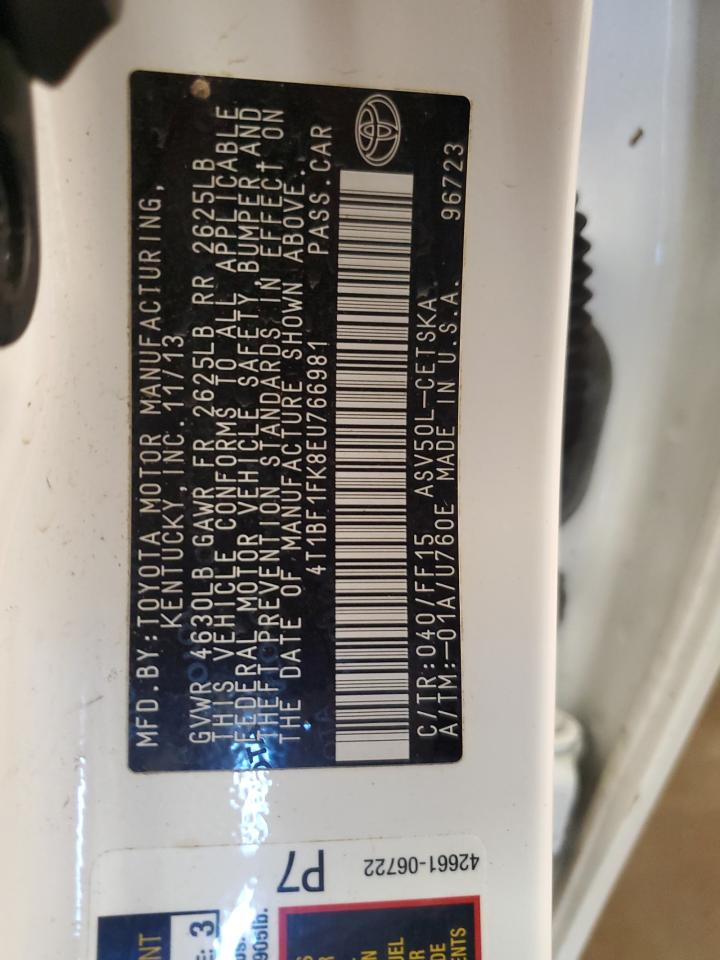 MFD.BY:TOYOTA MOTOR MANUFACTURING,
KENTUCKY, INC. 11/13
GVWR 4630LB GAWR FR 2625LB RR 2625LB
THIS VEHICLE CONFORMS TO ALL APPLICABLE
FEDERAL MOTOR VEHICLE SAFETY, BUMPER, AND
THEFT PREVENTION STANDARDS IN EFFECT ON
THE DATE OF MANUFACTURE SHOWN ABOVE.
4T1BF1FK8EU766981 PASS.CAR
C/TR:040/FF15 ASV50L-CETSKA 96723
A/TM:-01A/U760E MADE IN U.S.A.
42661-06722
P7
3
905lb.